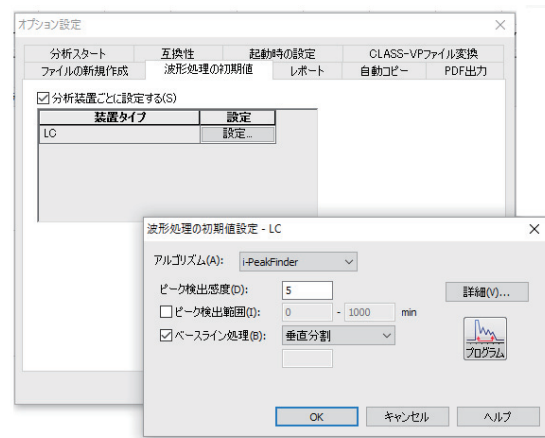 オプション設定
分析スタート 互換性 起動時の設定 CLASS-VPファイル変換
ファイルの新規作成 波形処理の初期値 レポート 自動コピー PDF出力
分析装置ごとに設定する(S)
装置タイプ 設定
LC 設定...
波形処理の初期値設定 - LC
アルゴリズム(A): i-PeakFinder
ピーク検出感度(D): 5 詳細(V)...
ピーク検出範囲(I): 0 - 1000 min
ベースライン処理(B): 垂直分割
プログラム
OK キャンセル ヘルプ